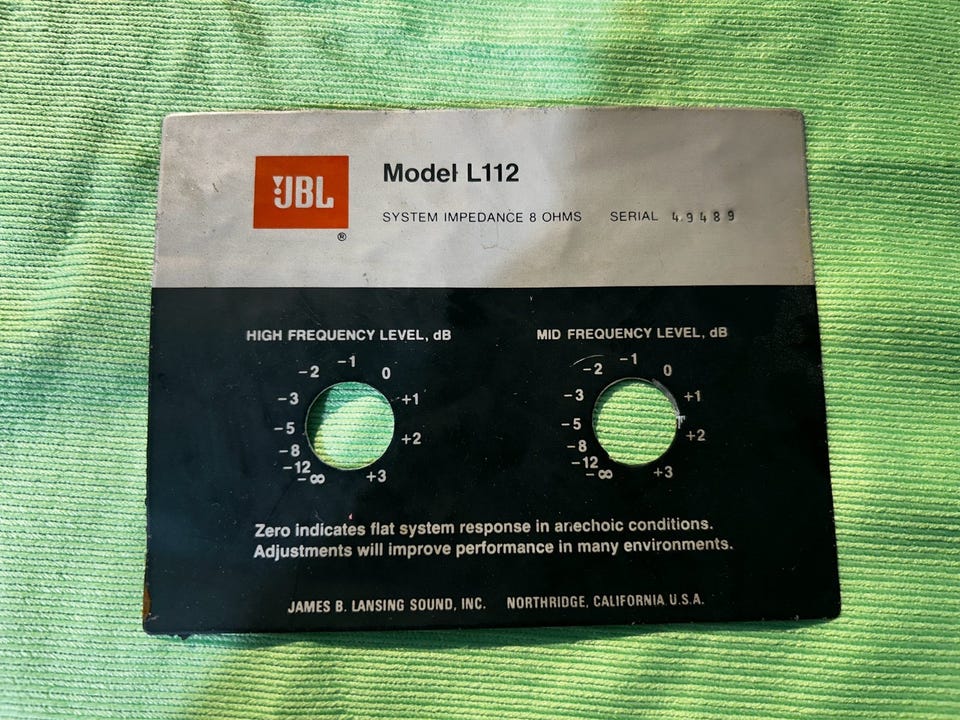 JBL
®
Model L112
SYSTEM IMPEDANCE 8 OHMS SERIAL 49489
HIGH FREQUENCY LEVEL, dB
-∞ -12 -8 -5 -3 -2 -1 0 +1 +2 +3
MID FREQUENCY LEVEL, dB
-∞ -12 -8 -5 -3 -2 -1 0 +1 +2 +3
Zero indicates flat system response in anechoic conditions.
Adjustments will improve performance in many environments.
JAMES B. LANSING SOUND, INC. NORTHRIDGE, CALIFORNIA U.S.A.